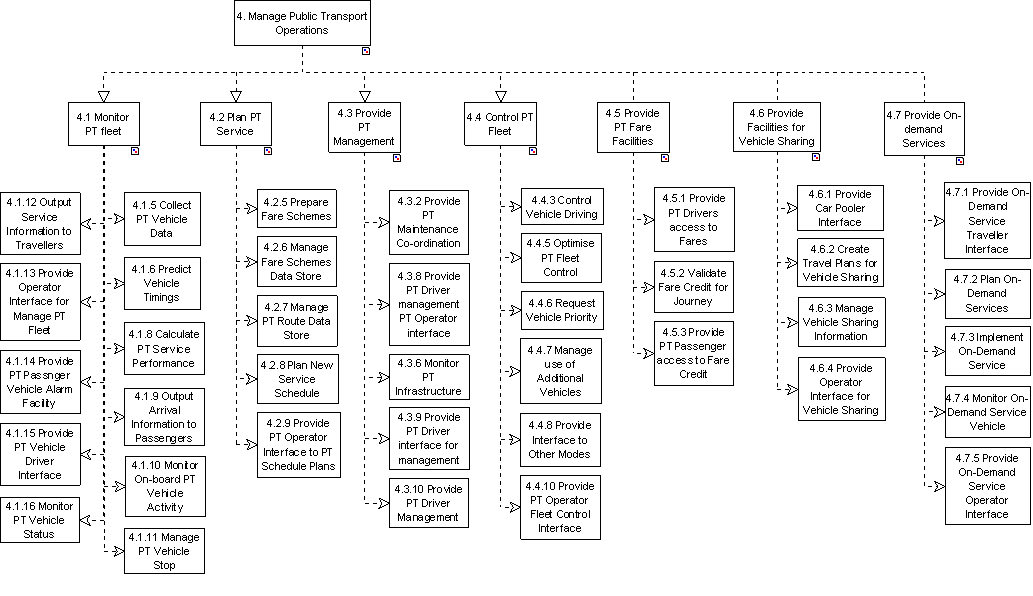 4. Manage Public Transport
Operations
4.1 Monitor
PT fleet
4.2 Plan PT
Service
4.3 Provide
PT
Management
4.4 Control PT
Fleet
4.5 Provide
PT Fare
Facilities
4.6 Provide
Facilities for
Vehicle Sharing
4.7 Provide On-
demand
Services
4.1.12 Output
Service
Information to
Travellers
4.1.13 Provide
Operator
Interface for
Manage PT
Fleet
4.1.14 Provide
PT Passnger
Vehicle Alarm
Facility
4.1.15 Provide
PT Vehicle
Driver
Interface
4.1.16 Monitor
PT Vehicle
Status
4.1.5 Collect
PT Vehicle
Data
4.1.6 Predict
Vehicle
Timings
4.1.8 Calculate
PT Service
Performance
4.1.9 Output
Arrival
Information to
Passengers
4.1.10 Monitor
On-board PT
Vehicle
Activity
4.1.11 Manage
PT Vehicle
Stop
4.2.5 Prepare
Fare Schemes
4.2.6 Manage
Fare Schemes
Data Store
4.2.7 Manage
PT Route Data
Store
4.2.8 Plan New
Service
Schedule
4.2.9 Provide
PT Operator
Interface to PT
Schedule Plans
4.3.2 Provide
PT
Maintenance
Co-ordination
4.3.8 Provide
PT Driver
management
PT Operator
interface
4.3.6 Monitor
PT
Infrastructure
4.3.9 Provide
PT Driver
interface for
management
4.3.10 Provide
PT Driver
Management
4.4.3 Control
Vehicle Driving
4.4.5 Optimise
PT Fleet
Control
4.4.6 Request
Vehicle Priority
4.4.7 Manage
use of
Additional
Vehicles
4.4.8 Provide
Interface to
Other Modes
4.4.10 Provide
PT Operator
Fleet Control
Interface
4.5.1 Provide
PT Drivers
access to
Fares
4.5.2 Validate
Fare Credit for
Journey
4.5.3 Provide
PT Passenger
access to Fare
Credit
4.6.1 Provide
Car Pooler
Interface
4.6.2 Create
Travel Plans for
Vehicle Sharing
4.6.3 Manage
Vehicle Sharing
Information
4.6.4 Provide
Operator
Interface for
Vehicle Sharing
4.7.1 Provide On-
Demand
Service
Traveller
Interface
4.7.2 Plan On-
Demand
Services
4.7.3 Implement
On-Demand
Service
4.7.4 Monitor On-
Demand Service
Vehicle
4.7.5 Provide
On-Demand
Service
Operator
Interface